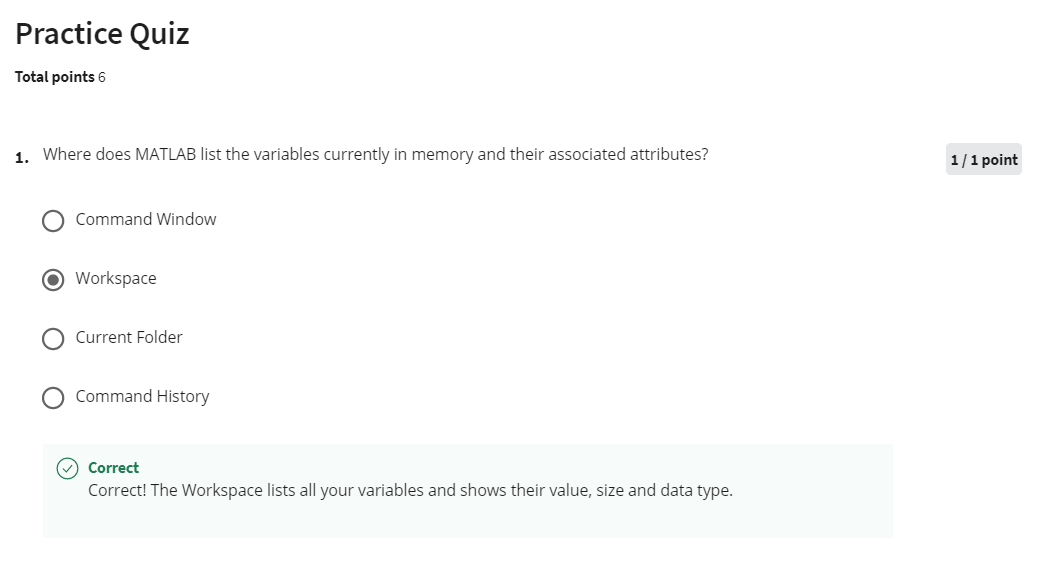 Practice Quiz
Total points 6
1. Where does MATLAB list the variables currently in memory and their associated attributes?
1 / 1 point
Command Window
Workspace
Current Folder
Command History
Correct
Correct! The Workspace lists all your variables and shows their value, size and data type.